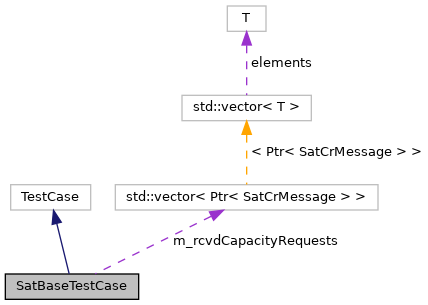 T
elements
std::vector< T >
< Ptr< SatCrMessage > >
TestCase
std::vector< Ptr< SatCrMessage > >
m_rcvdCapacityRequests
SatBaseTestCase